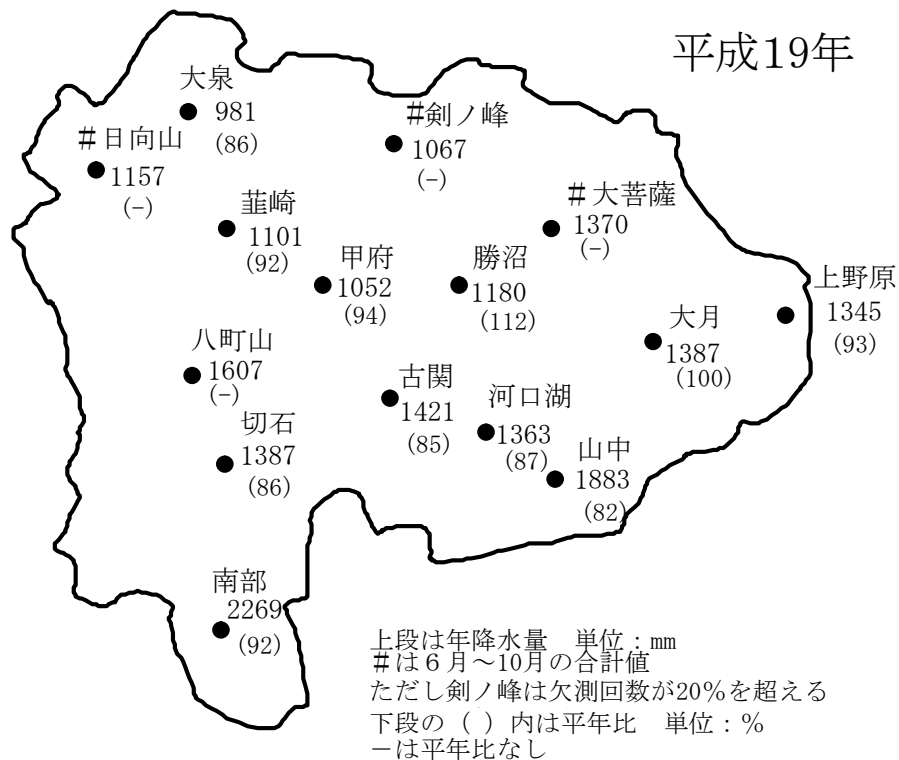 平成19年
大泉
981
(86)
#日向山
1157
(-)
#剣ノ峰
1067
(-)
韮崎
1101
(92)
#大菩薩
1370
(-)
甲府
1052
(94)
勝沼
1180
(112)
上野原
1345
(93)
大月
1387
(100)
八町山
1607
(-)
古関
1421
(85)
河口湖
1363
(87)
切石
1387
(86)
山中
1883
(82)
南部
2269
(92)
上段は年降水量 単位:mm
#は6月~10月の合計値
ただし剣ノ峰は欠測回数が20%を超える
下段の( )内は平年比 単位:%
-は平年比なし